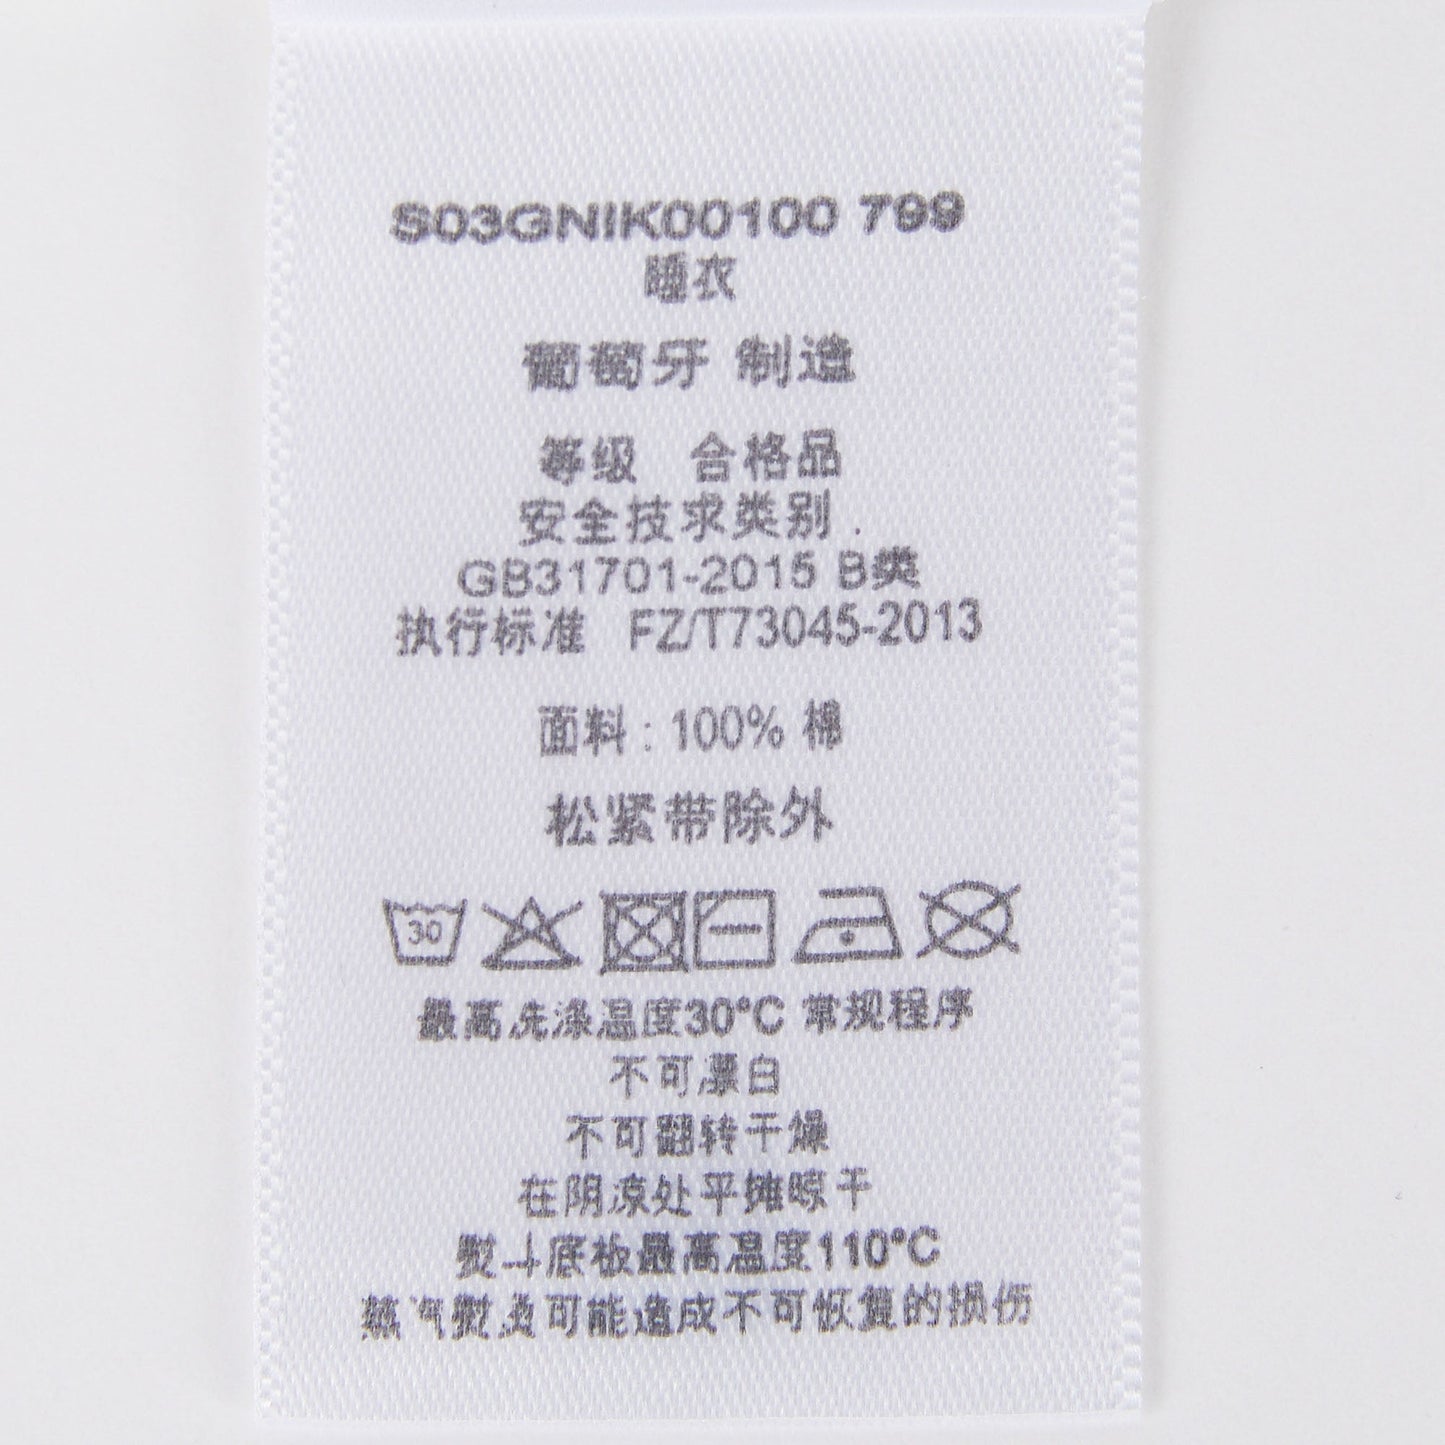 S03GNIK00100 799
睡衣
葡萄牙 制造
等级 合格品
安全技求类别 .
GB31701-2015 B类
执行标准 FZ/T73045-2013
面料 : 100% 棉
松紧带除外
30
最高洗涤温度30°C 常规程序
不可漂白
不可翻转干燥
在阴凉处平摊晾干
熨斗底板最高温度110°C
蒸气熨烫可能造成不可恢复的损伤